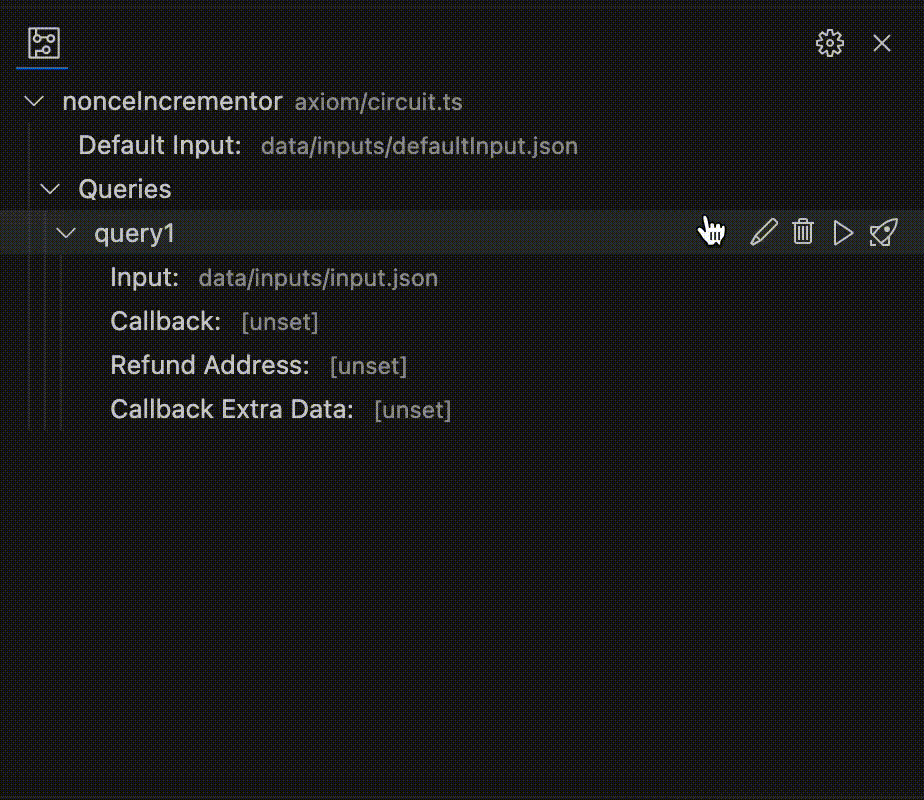 nonceIncrementor axiom/circuit.ts
Default Input: data/inputs/defaultInput.json
Queries
query1
Input: data/inputs/input.json
Callback: [unset]
Refund Address: [unset]
Callback Extra Data: [unset]